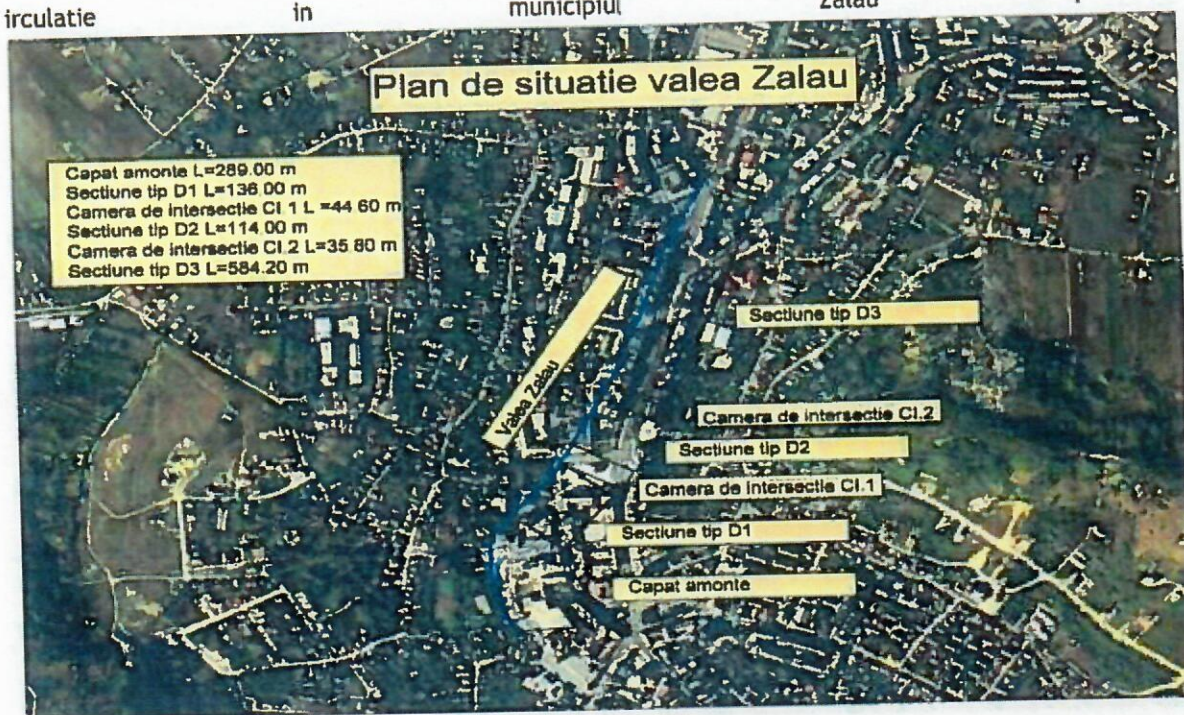 irculatie in municipiul Zalau
Plan de situatie valea Zalau
Capat amonte L=289.00 m
Sectiune tip D1 L=136.00 m
Camera de intersectie CI.1 L =44 60 m
Sectiune tip D2 L=114.00 m
Camera de intersectie CI.2 L=35.80 m
Sectiune tip D3 L=584.20 m
Sectiune tip D3
Valea Zalau
Camera de intersectie CI.2
Sectiune tip D2
Camera de intersectie CI.1
Sectiune tip D1
Capat amonte